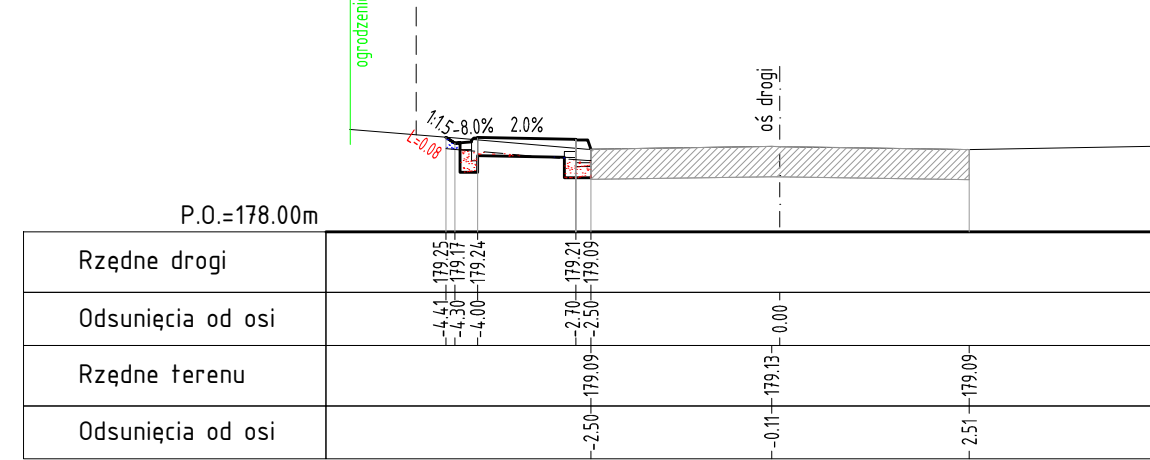 ogrodzenie
oś drogi
1:1.5
-8.0%
2.0%
L=0.08
P.O.=178.00m
Rzędne drogi
179.25
179.17
179.24
179.21
179.09
Odsunięcia od osi
-4.41
-4.30
-4.00
-2.70
-2.50
0.00
Rzędne terenu
179.09
179.13
179.09
Odsunięcia od osi
-2.50
-0.11
2.51